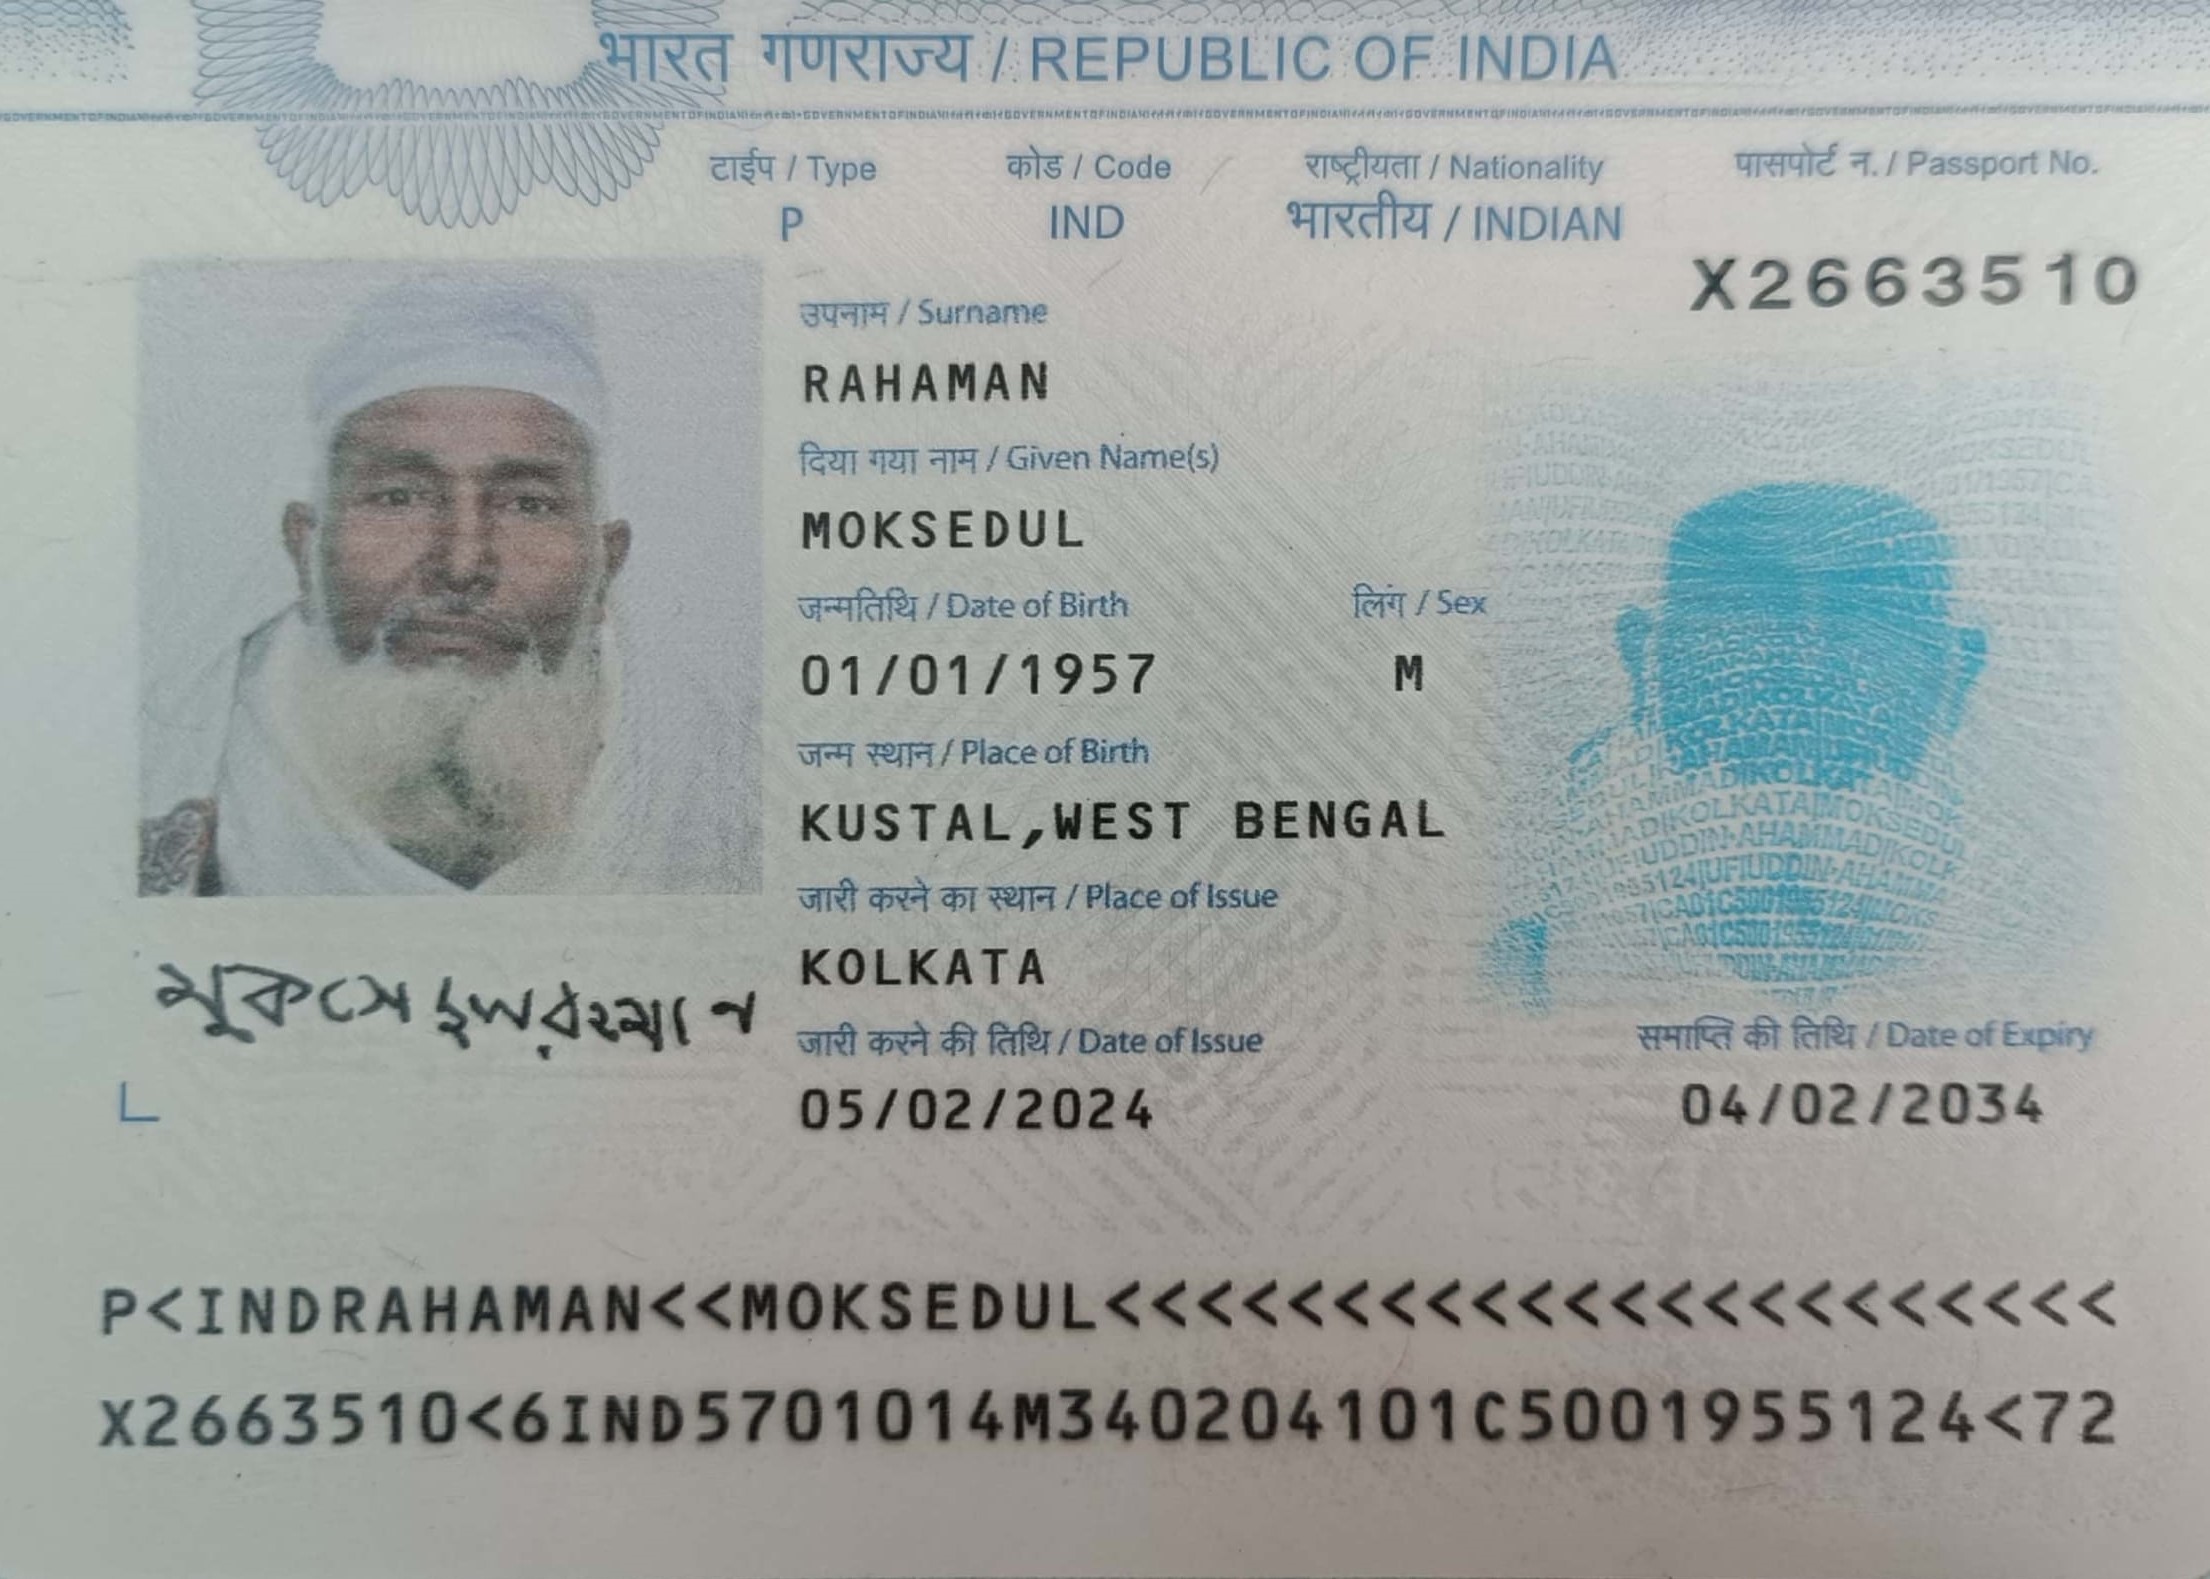 भारत गणराज्य / REPUBLIC OF INDIA
टाईप / Type कोड / Code राष्ट्रीयता / Nationality पासपोर्ट न. / Passport No.
P IND भारतीय / INDIAN X2663510
उपनाम / Surname
RAHAMAN
दिया गया नाम / Given Name(s)
MOKSEDUL
जन्मतिथि / Date of Birth लिंग / Sex
01/01/1957 M
जन्म स्थान / Place of Birth
KUSTAL,WEST BENGAL
जारी करने का स्थान / Place of Issue
KOLKATA
जारी करने की तिथि / Date of Issue समाप्ति की तिथि / Date of Expiry
05/02/2024 04/02/2034
L
P<INDRAHAMAN<<MOKSEDUL<<<<<<<<<<<<<<<<<<<<<<
X2663510<6IND5701014M340204101C5001955124<72